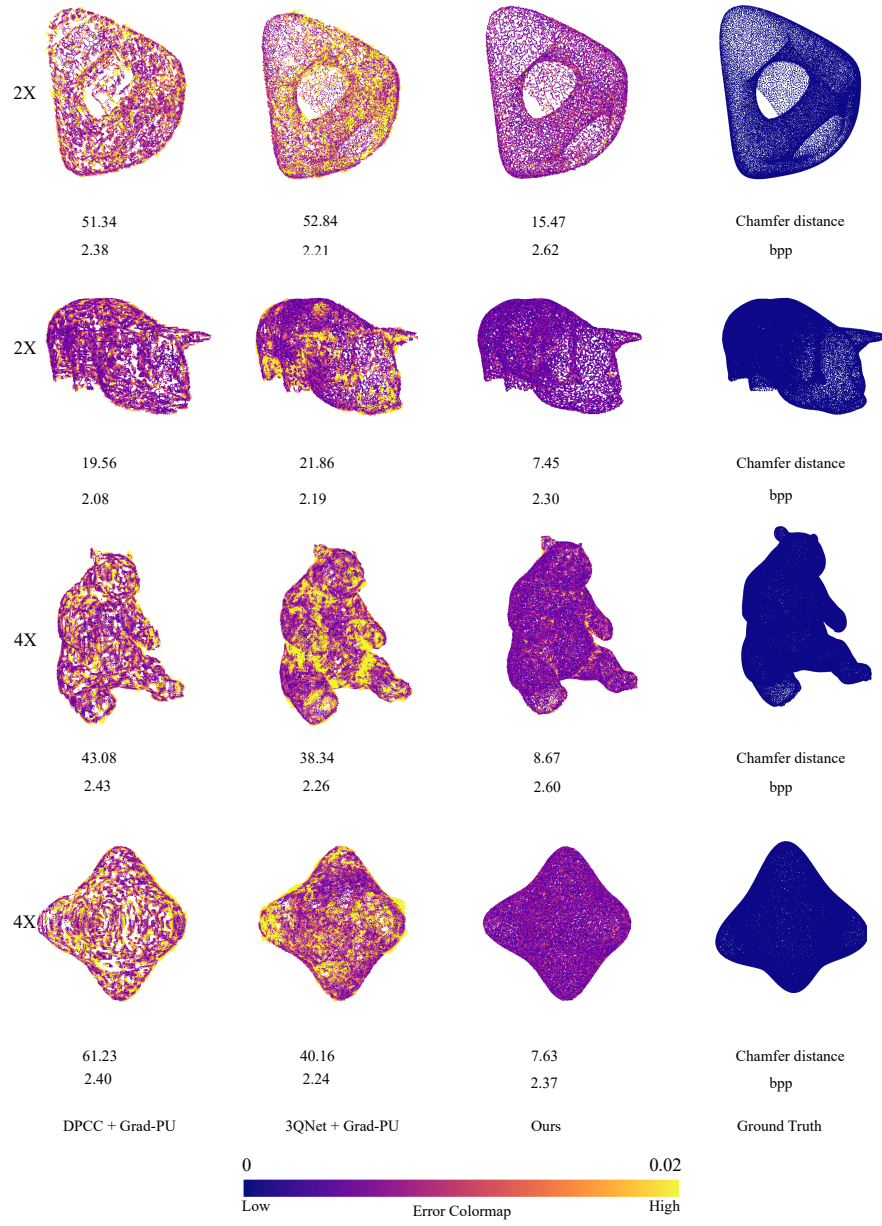 2X
51.34 52.84 15.47 Chamfer distance
2.38 2.21 2.62 bpp
2X
19.56 21.86 7.45 Chamfer distance
2.08 2.19 2.30 bpp
4X
43.08 38.34 8.67 Chamfer distance
2.43 2.26 2.60 bpp
4X
61.23 40.16 7.63 Chamfer distance
2.40 2.24 2.37 bpp
DPCC + Grad-PU 3QNet + Grad-PU Ours Ground Truth
0 0.02
Low Error Colormap High